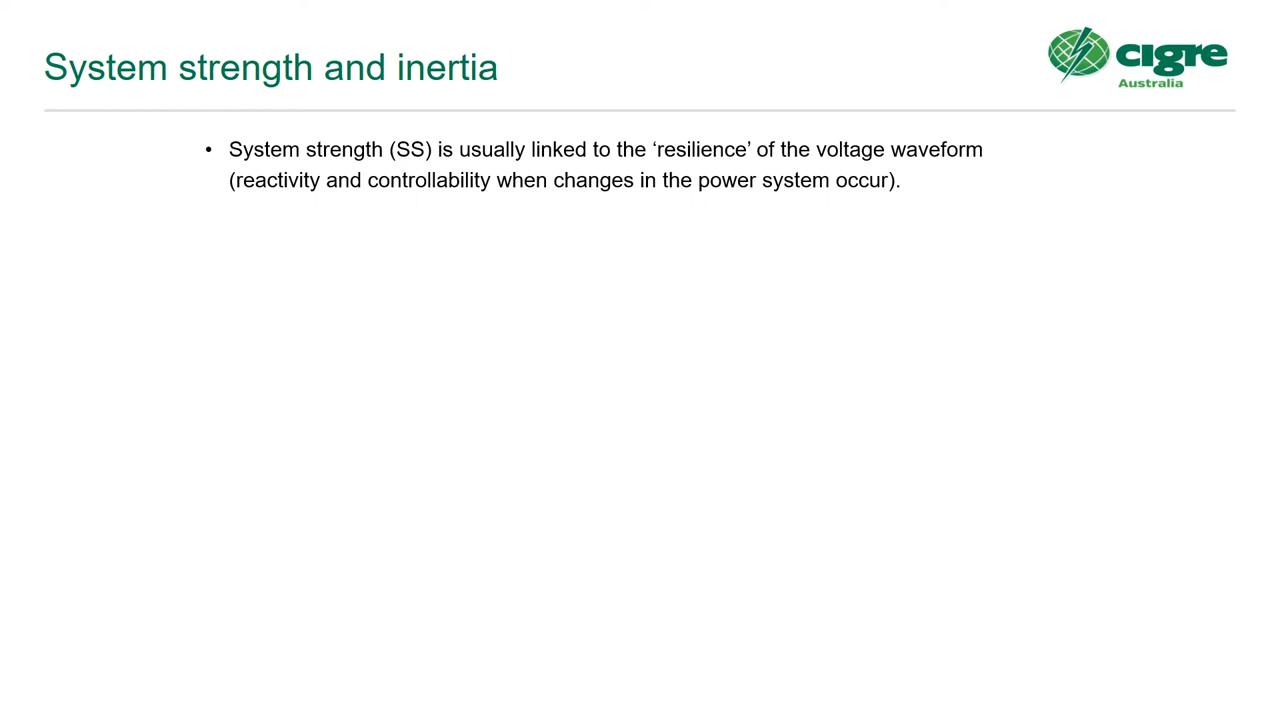 System strength and inertia
cigre
Australia
• System strength (SS) is usually linked to the ‘resilience’ of the voltage waveform
(reactivity and controllability when changes in the power system occur).